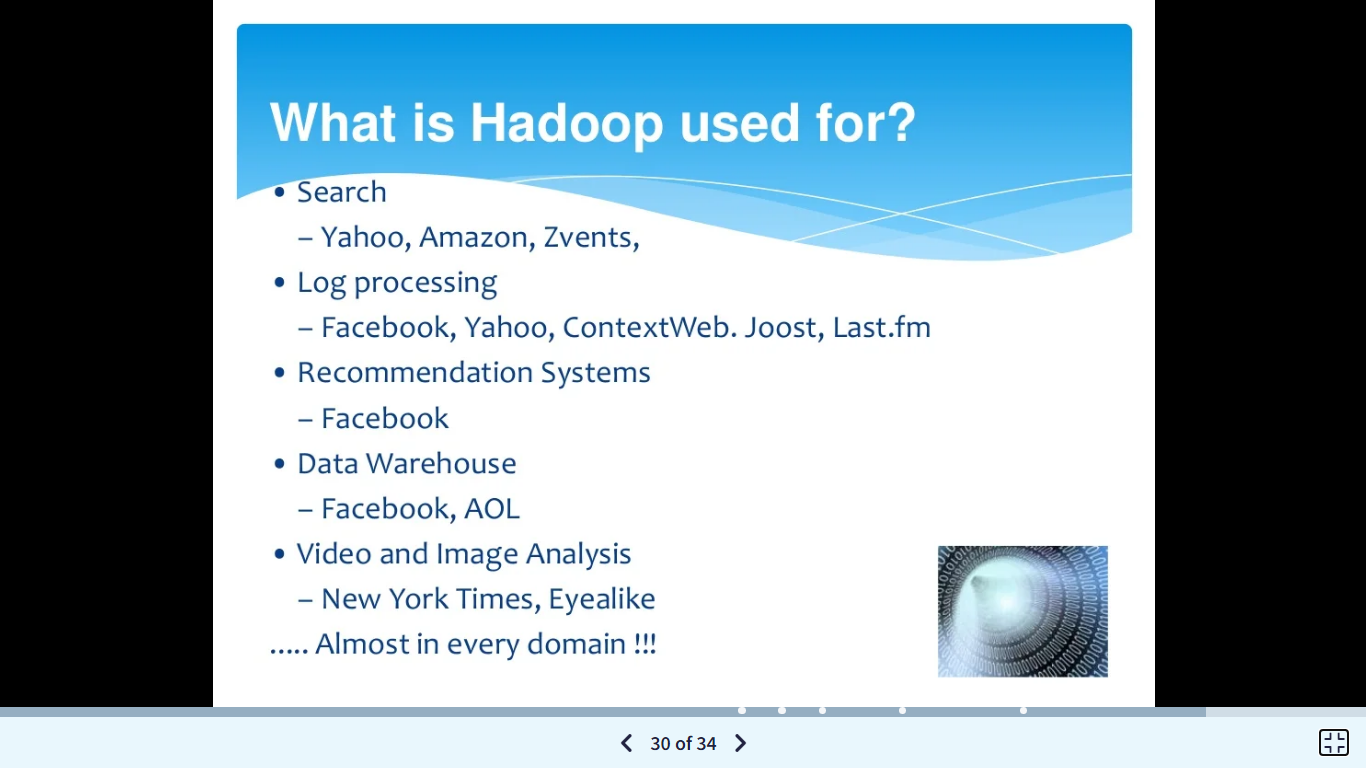 What is Hadoop used for?
• Search
– Yahoo, Amazon, Zvents,
• Log processing
– Facebook, Yahoo, ContextWeb. Joost, Last.fm
• Recommendation Systems
– Facebook
• Data Warehouse
– Facebook, AOL
• Video and Image Analysis
– New York Times, Eyealike
..... Almost in every domain !!!
30 of 34